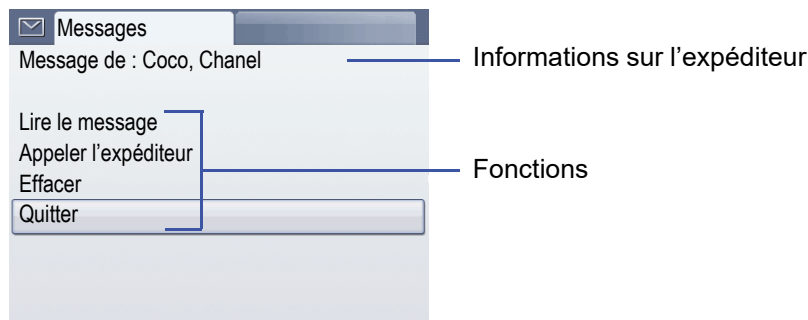 Messages
Message de : Coco, Chanel
Informations sur l’expéditeur
Lire le message
Appeler l’expéditeur
Fonctions
Effacer
Quitter